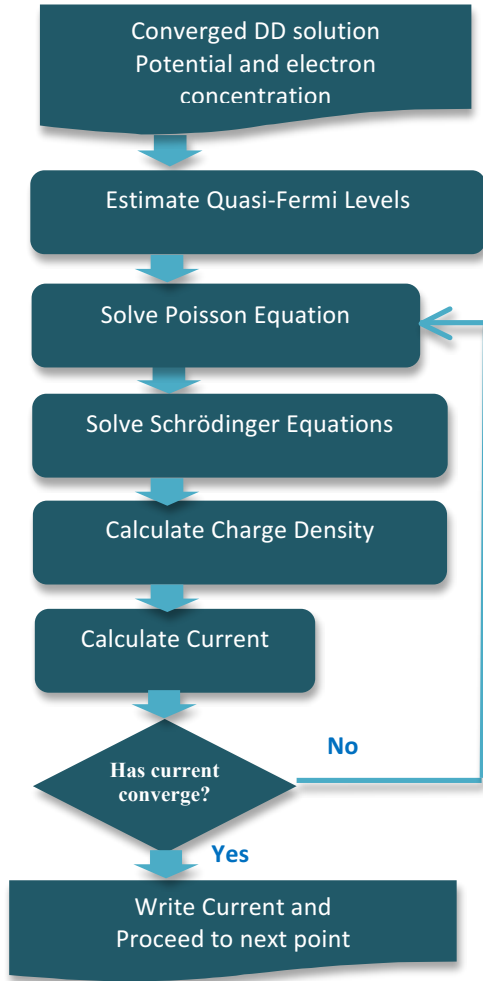 Converged DD solution
Potential and electron
concentration
Estimate Quasi-Fermi Levels
Solve Poisson Equation
Solve Schrödinger Equations
Calculate Charge Density
Calculate Current
Has current
converge?
No
Yes
Write Current and
Proceed to next point